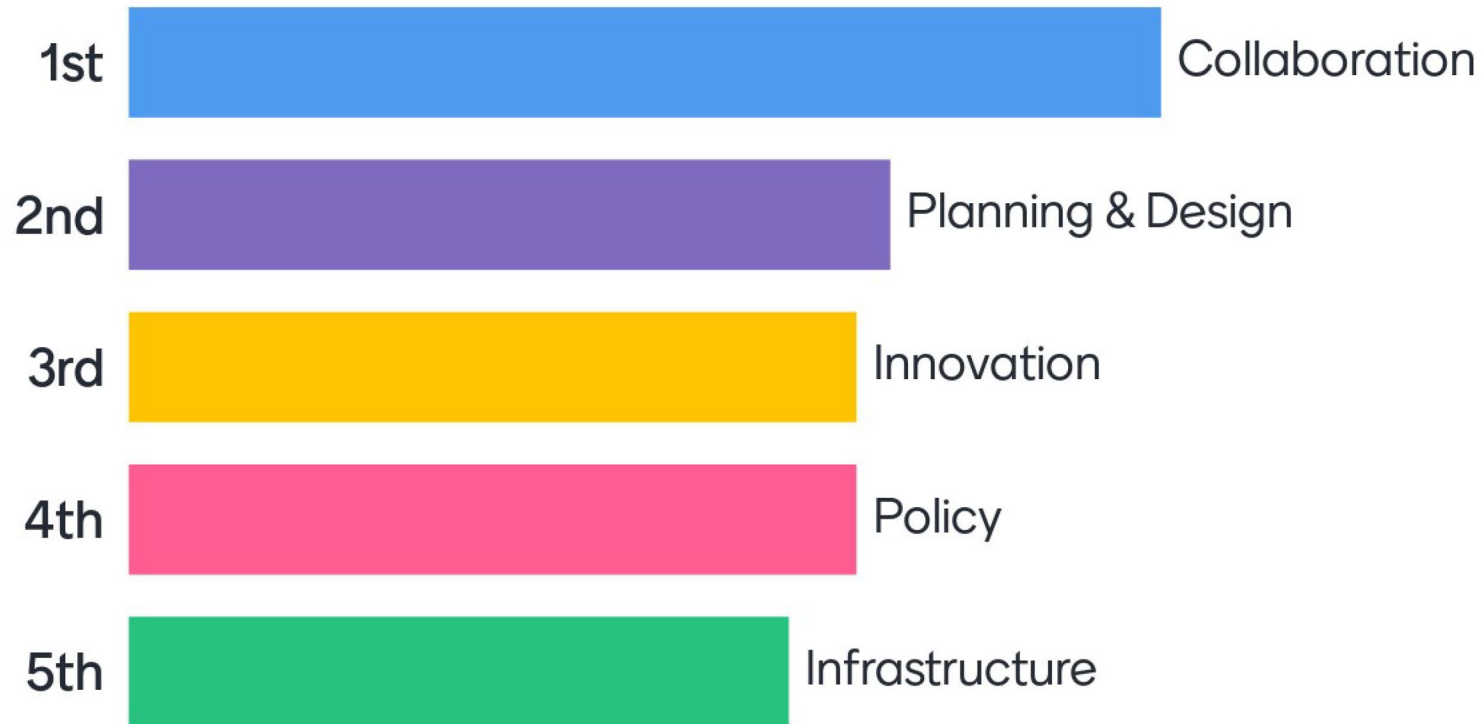 1st Collaboration
2nd Planning & Design
3rd Innovation
4th Policy
5th Infrastructure